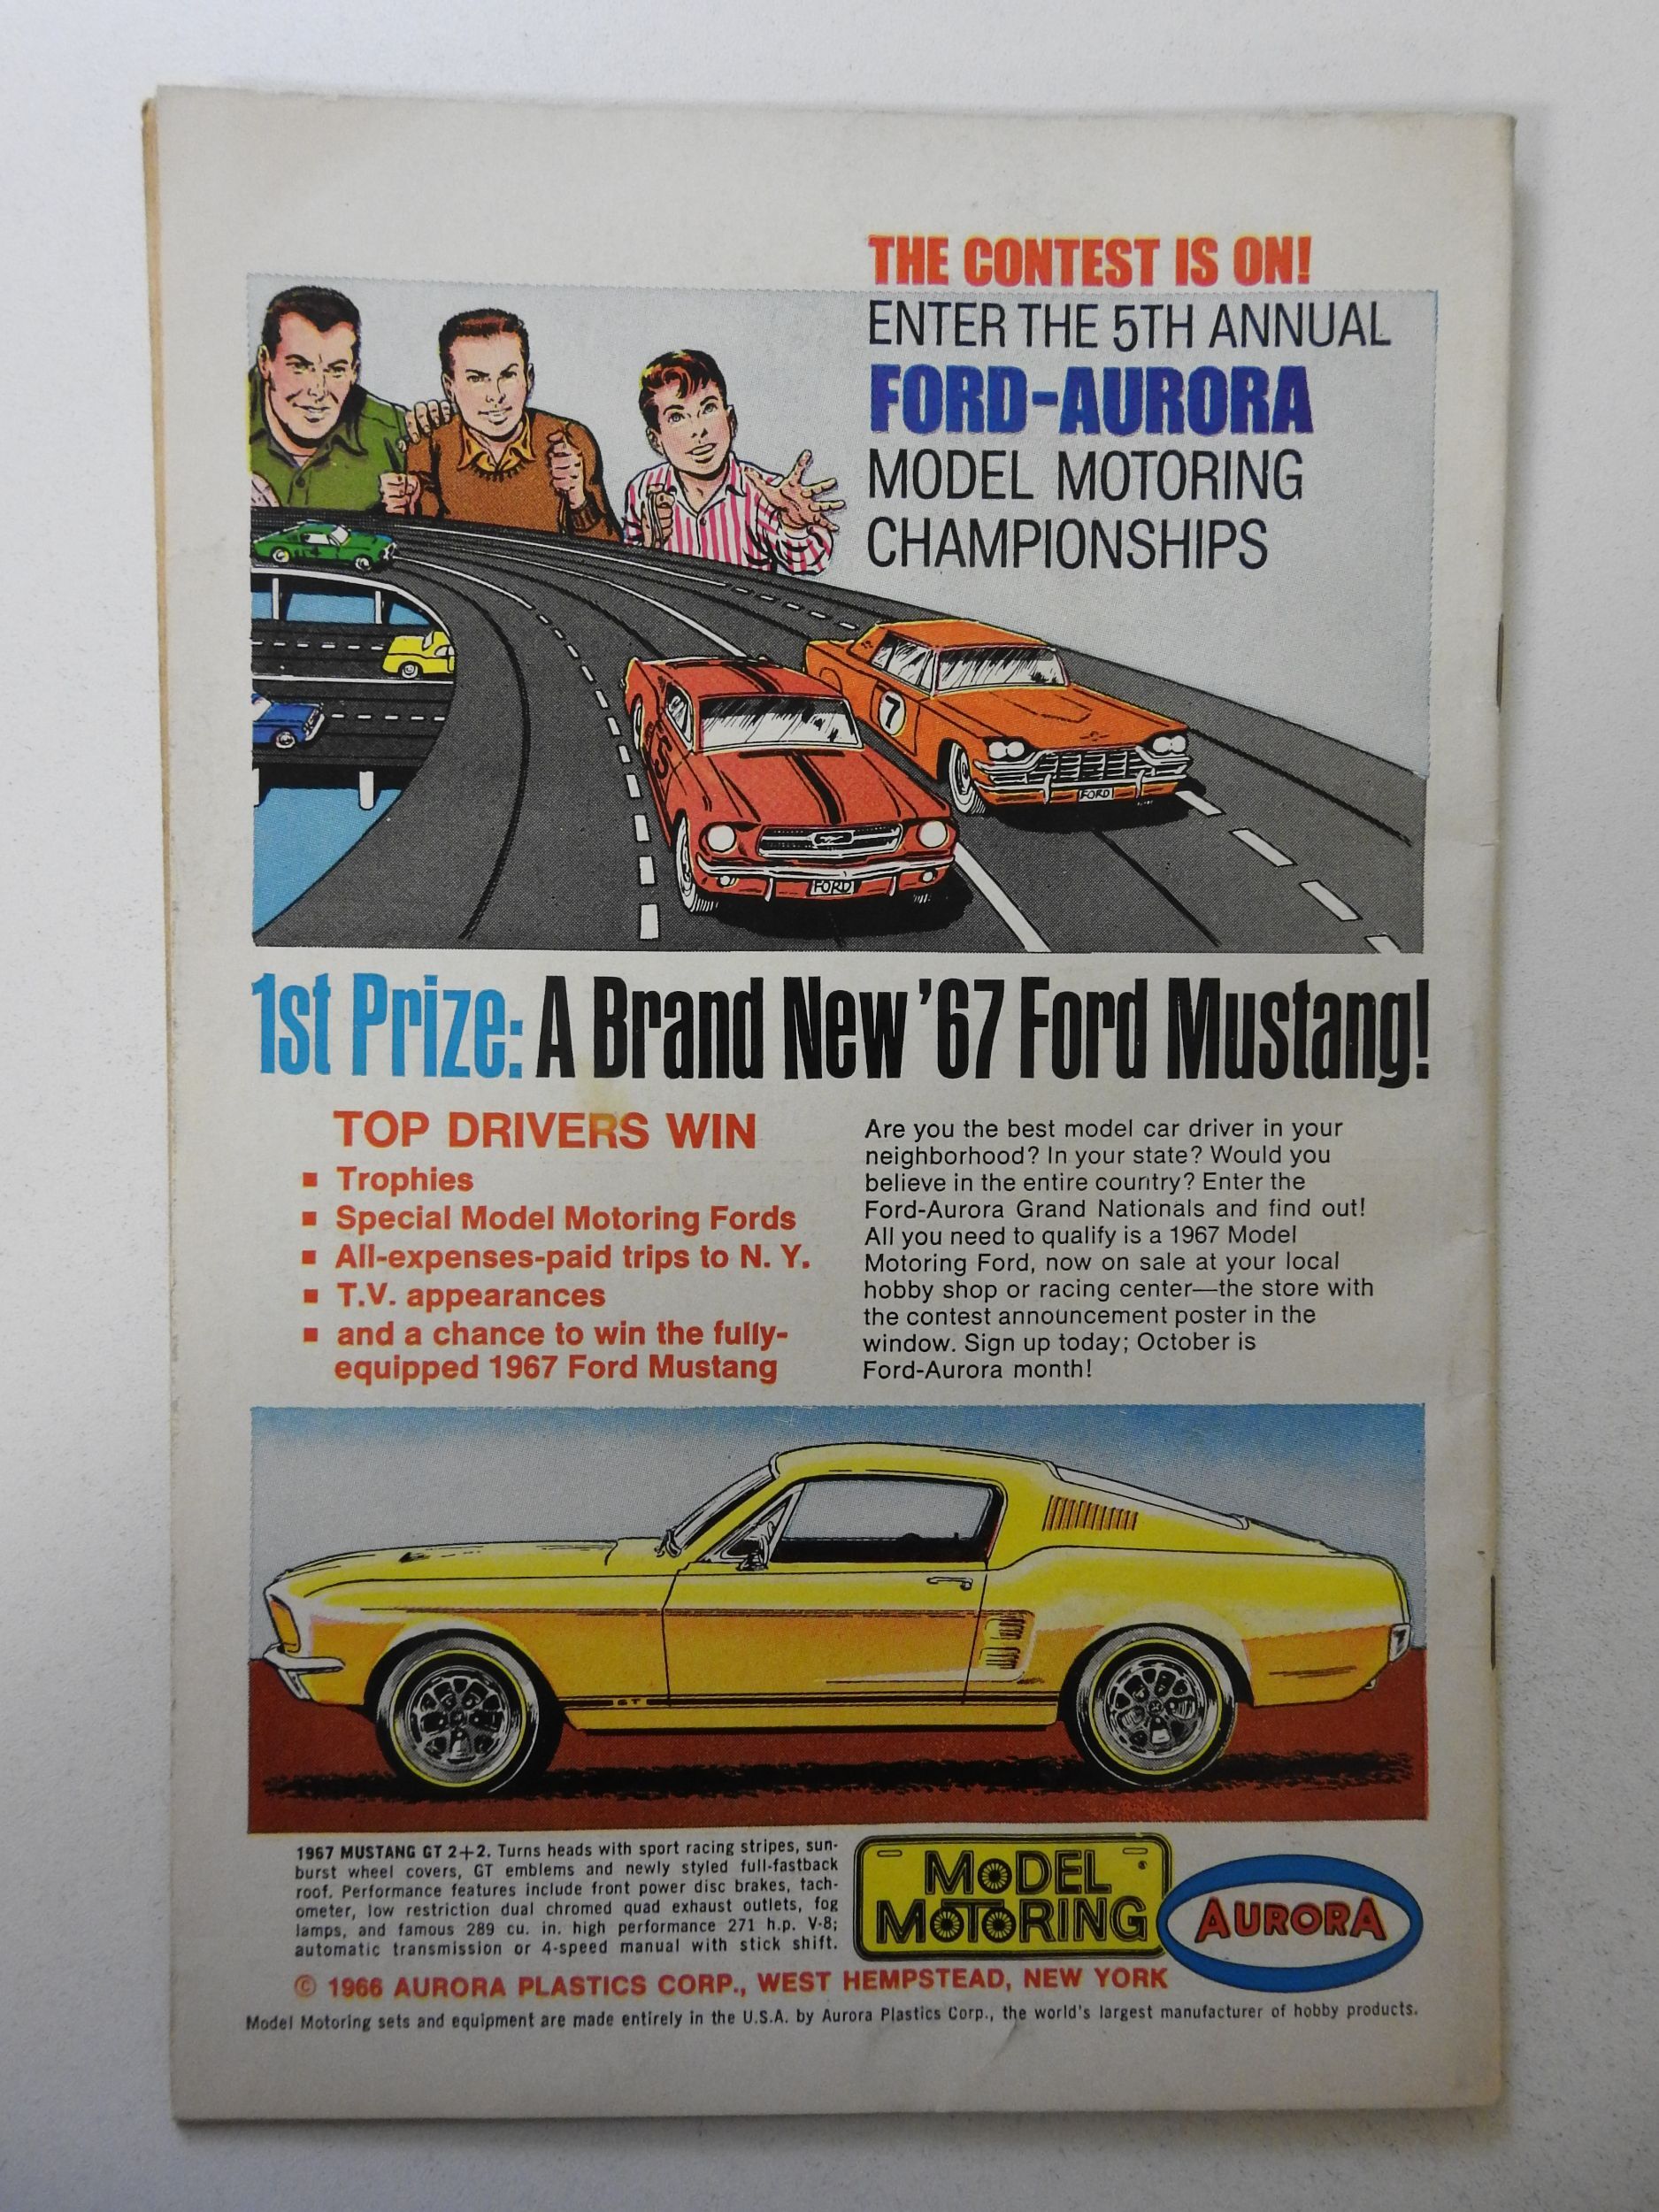 THE CONTEST IS ON!
ENTER THE 5TH ANNUAL
FORD-AURORA
MODEL MOTORING
CHAMPIONSHIPS
4
7
5
FORD
FORD
1st Prize: A Brand New '67 Ford Mustang!
TOP DRIVERS WIN
▪ Trophies
▪ Special Model Motoring Fords
▪ All-expenses-paid trips to N. Y.
▪ T.V. appearances
▪ and a chance to win the fully-
equipped 1967 Ford Mustang
Are you the best model car driver in your
neighborhood? In your state? Would you
believe in the entire country? Enter the
Ford-Aurora Grand Nationals and find out!
All you need to qualify is a 1967 Model
Motoring Ford, now on sale at your local
hobby shop or racing center—the store with
the contest announcement poster in the
window. Sign up today; October is
Ford-Aurora month!
1967 MUSTANG GT 2+2. Turns heads with sport racing stripes, sun-
burst wheel covers, GT emblems and newly styled full-fastback
roof. Performance features include front power disc brakes, tach-
ometer, low restriction dual chromed quad exhaust outlets, fog
lamps, and famous 289 cu. in. high performance 271 h.p. V-8;
automatic transmission or 4-speed manual with stick shift.
MODEL
MOTORING
®
AURORA
© 1966 AURORA PLASTICS CORP., WEST HEMPSTEAD, NEW YORK
Model Motoring sets and equipment are made entirely in the U.S.A. by Aurora Plastics Corp., the world's largest manufacturer of hobby products.